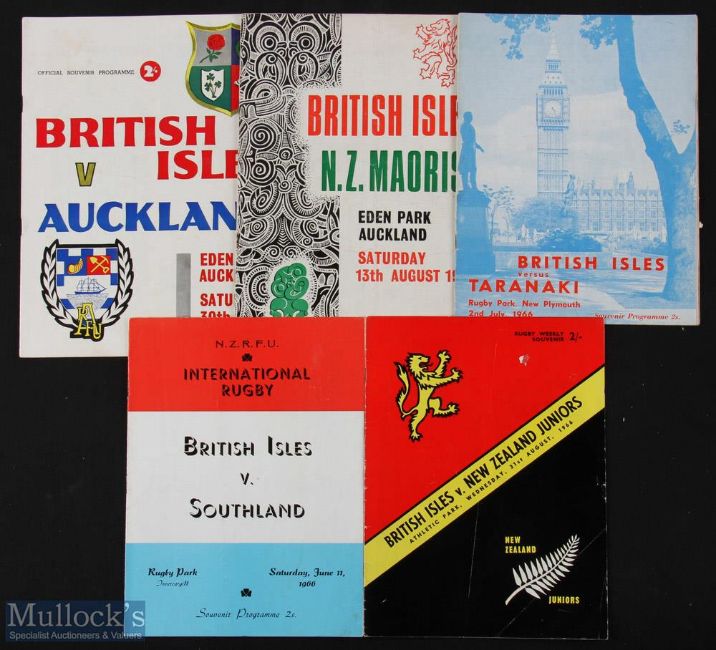 OFFICIAL SOUVENIR PROGRAMME 2/-
BRITISH
ISLE
V
AUCKLAN
EDEN
AUCK
SATU
30th
BRITISH ISLE
N.Z. MAORIS
EDEN PARK
AUCKLAND
SATURDAY
13th AUGUST 19
BRITISH ISLES
versus
TARANAKI
Rugby Park, New Plymouth
2nd July, 1966
Souvenir Programme 2s.
N.Z.R.F.U.
INTERNATIONAL
RUGBY
BRITISH ISLES
V.
SOUTHLAND
Rugby Park
Invercargill
Saturday, June 11,
1966
Souvenir Programme 2s.
RUGBY WEEKLY
SOUVENIR 2/-
BRITISH ISLES v. NEW ZEALAND JUNIORS
ATHLETIC PARK, WEDNESDAY, 31st AUGUST, 1966
NEW
ZEALAND
JUNIORS
Mullock's
Specialist Auctioneers & Valuers